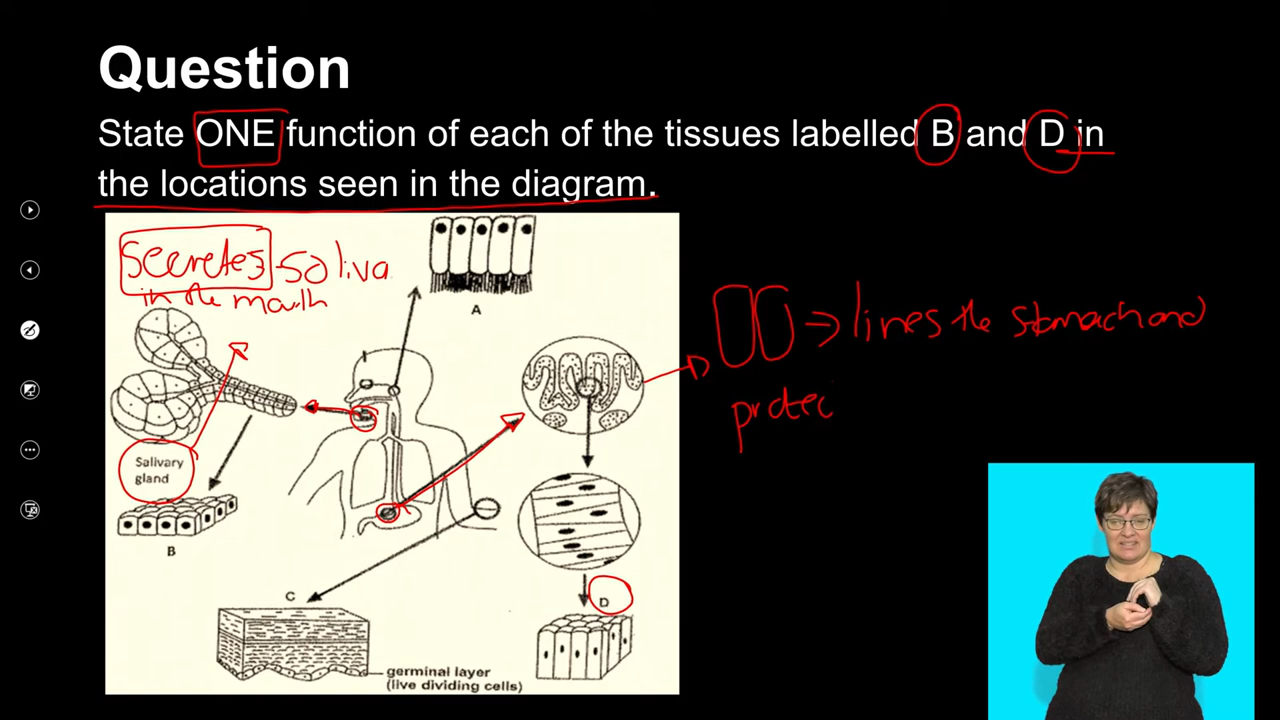 Question
State ONE function of each of the tissues labelled B and D in
the locations seen in the diagram.
secretes saliva
in the mouth
A
lines the stomach and
protec
Salivary
gland
B
C
D
germinal layer
(live dividing cells)